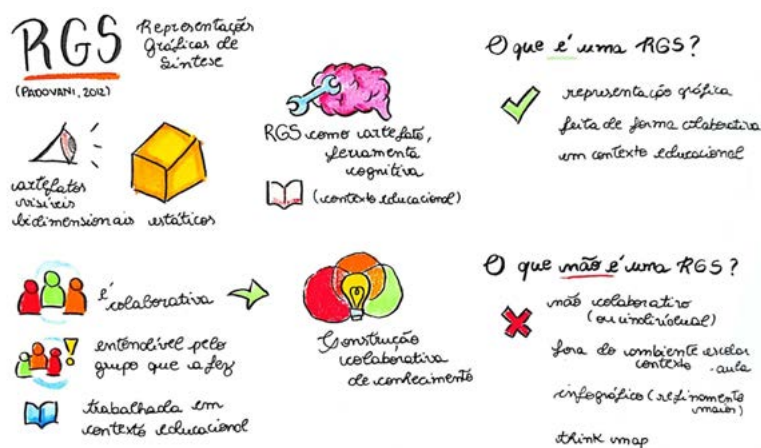 RGS
Representações
Gráficas de
Síntese
(PADOVANI, 2012)
artefatos
visíveis
bidimensionais estáticos
RGS como artefato,
ferramenta
cognitiva
(contexto educacional)
O que é uma RGS?
representação gráfica
feita de forma colaborativa
em contexto educacional
é colaborativa
entendível pelo
grupo que a fez
trabalhada em
contexto educacional
Construção
colaborativa
de conhecimento
O que não é uma RGS?
não colaborativo
(ou individual)
fora do ambiente escolar
contexto - aula
infográfico (refinamento
maior)
think map